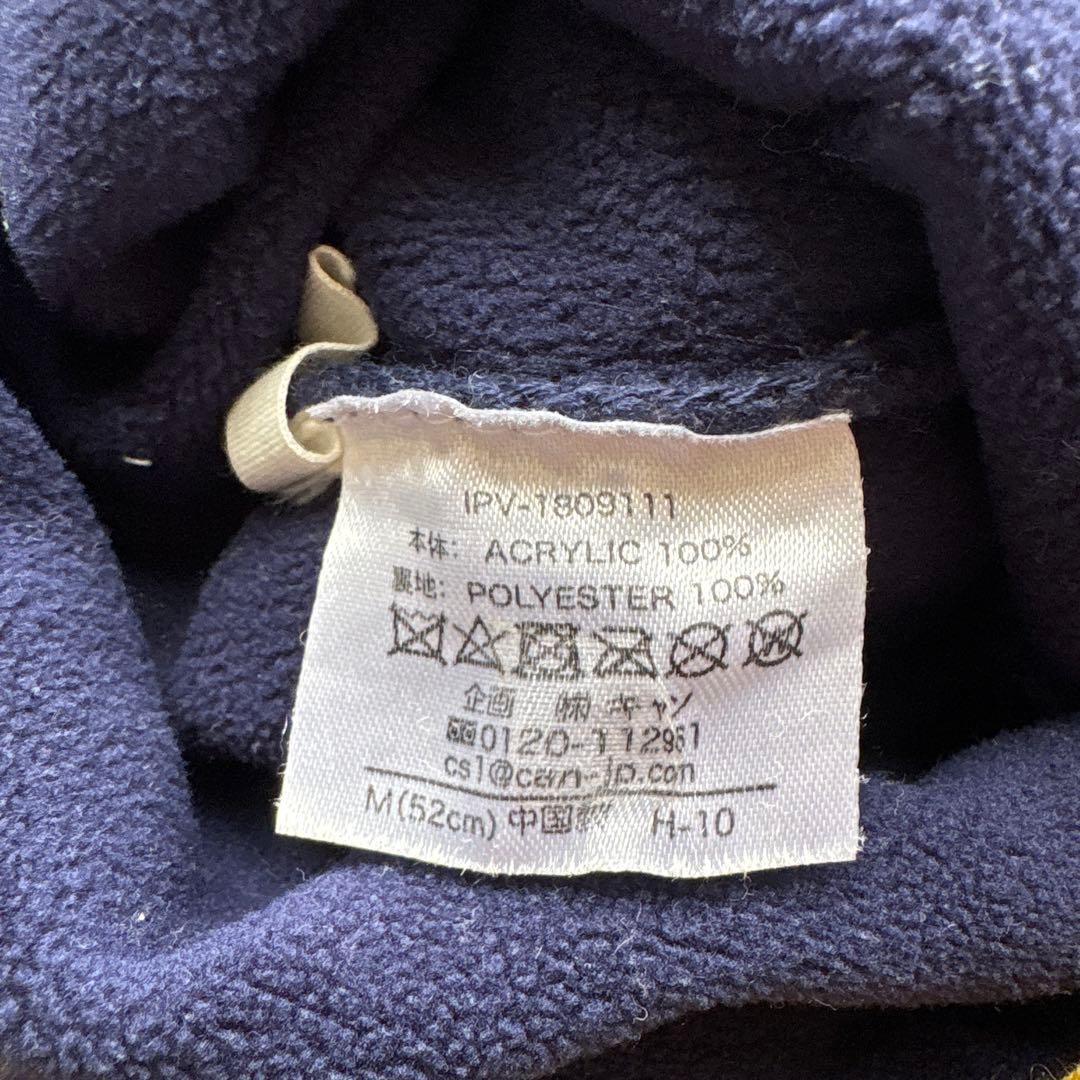 IPV-1809111
本体: ACRYLIC 100%
裏地: POLYESTER 100%
企画 ㈱ キャン
0120-112961
cs1@can-jp.com
M(52cm) 中国製 H-10